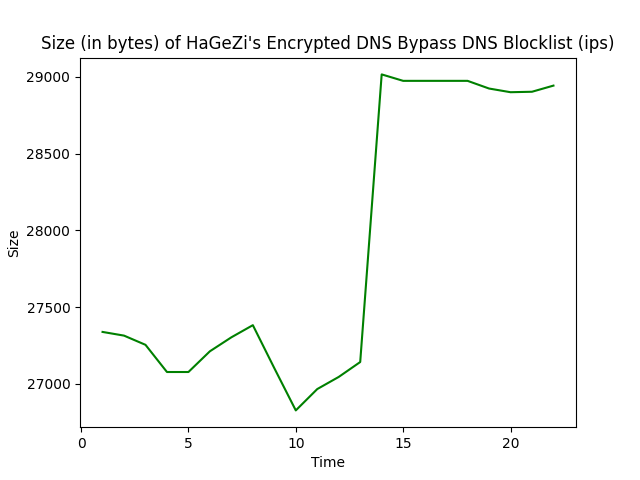 Size (in bytes) of HaGeZi's Encrypted DNS Bypass DNS Blocklist (ips)
29000
28500
28000
27500
27000
Size
0 5 10 15 20
Time